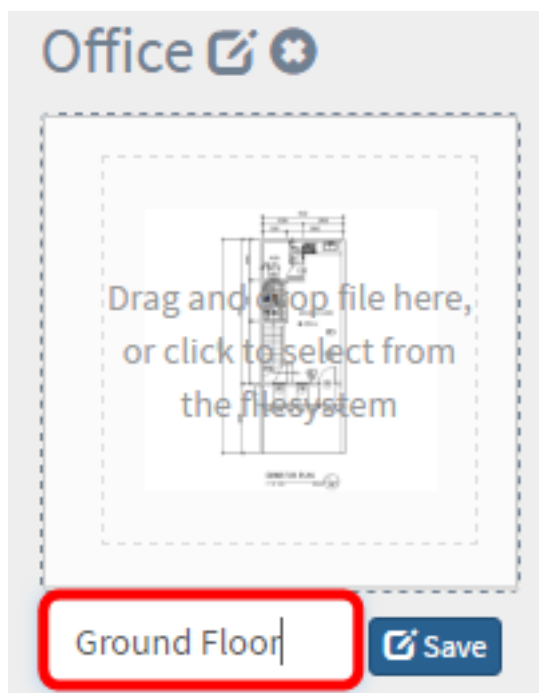 Office
Drag and drop file here,
or click to select from
the filesystem
Ground Floor
Save